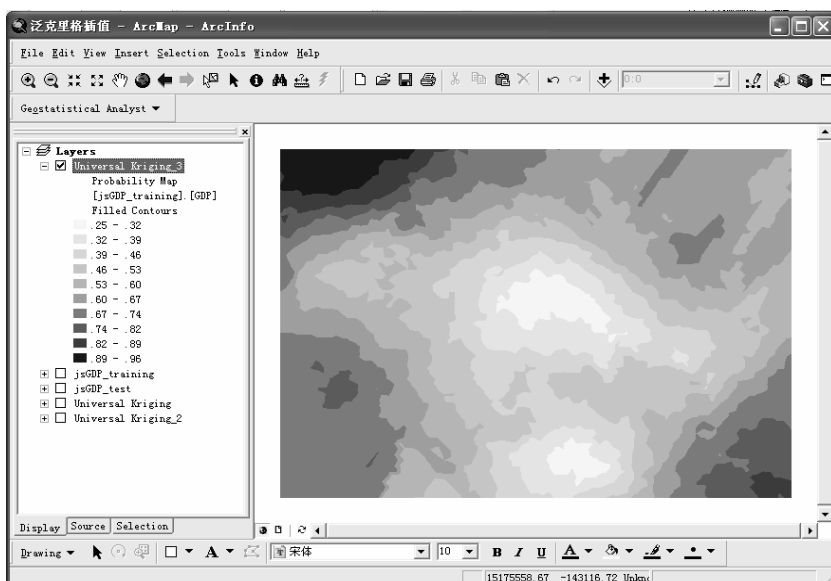 泛克里格插值 - ArcMap - ArcInfo
File Edit View Insert Selection Tools Window Help
0:0
Geostatistical Analyst
Layers
Universal Kriging_3
Probability Map
[jsGDP_training].[GDP]
Filled Contours
.25 - .32
.32 - .39
.39 - .46
.46 - .53
.53 - .60
.60 - .67
.67 - .74
.74 - .82
.82 - .89
.89 - .96
jsGDP_training
jsGDP_test
Universal Kriging
Universal Kriging_2
Display Source Selection
Drawing A 宋体 10 B I U A
15175558.67 -143116.72